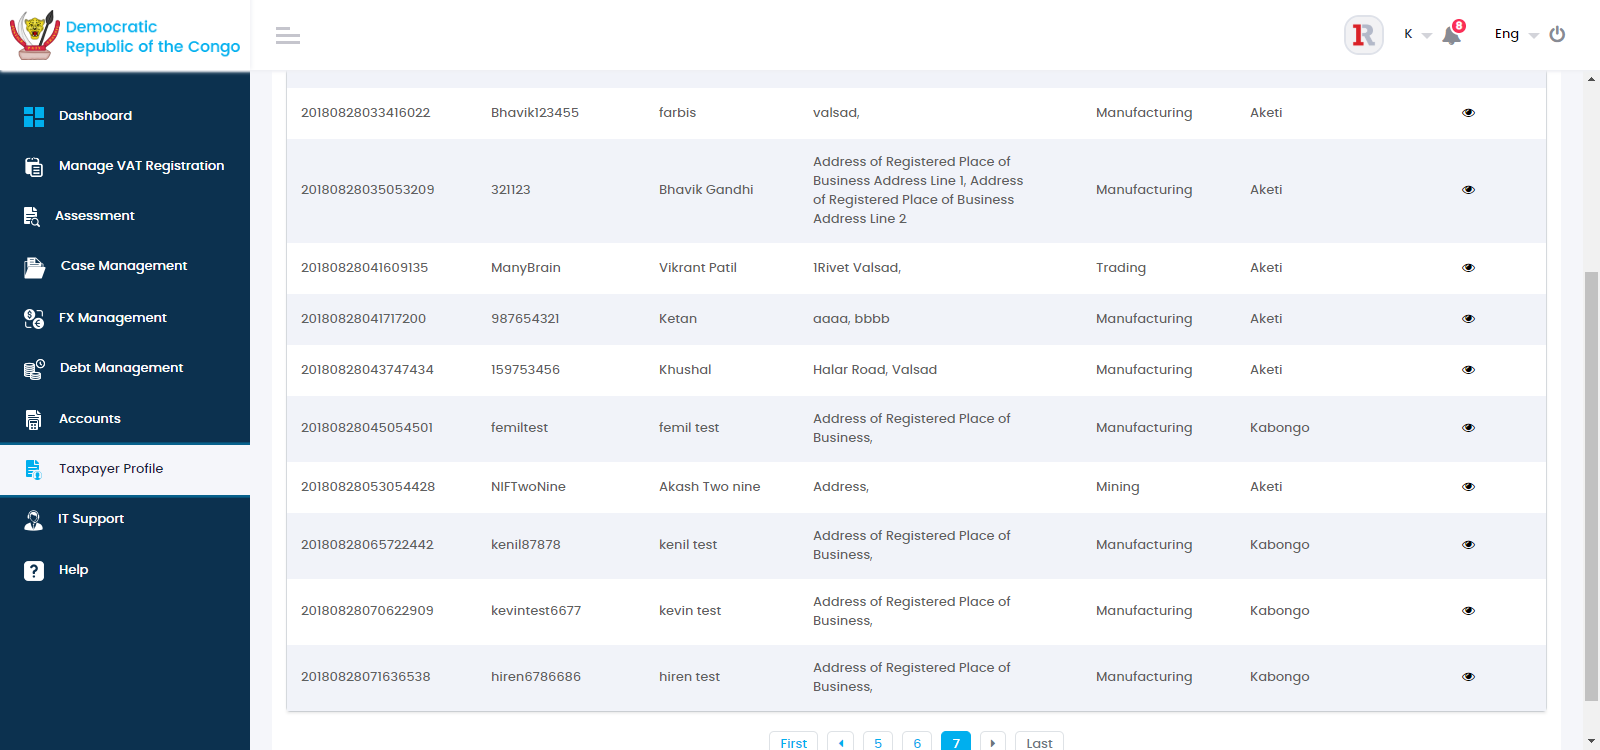 Democratic
Republic of the Congo
1R
K
8
Eng
Dashboard
Manage VAT Registration
Assessment
Case Management
FX Management
Debt Management
Accounts
Taxpayer Profile
IT Support
Help
20180828033416022 Bhavik123455 farbis valsad, Manufacturing Aketi
20180828035053209 321123 Bhavik Gandhi Address of Registered Place of
Business Address Line 1, Address
of Registered Place of Business
Address Line 2 Manufacturing Aketi
20180828041609135 ManyBrain Vikrant Patil 1Rivet Valsad, Trading Aketi
20180828041717200 987654321 Ketan aaaa, bbbb Manufacturing Aketi
20180828043747434 159753456 Khushal Halar Road, Valsad Manufacturing Aketi
20180828045054501 femiltest femil test Address of Registered Place of
Business, Manufacturing Kabongo
20180828053054428 NIFTwoNine Akash Two nine Address, Mining Aketi
20180828065722442 kenil87878 kenil test Address of Registered Place of
Business, Manufacturing Kabongo
20180828070622909 kevintest6677 kevin test Address of Registered Place of
Business, Manufacturing Kabongo
20180828071636538 hiren6786686 hiren test Address of Registered Place of
Business, Manufacturing Kabongo
First 5 6 7 Last